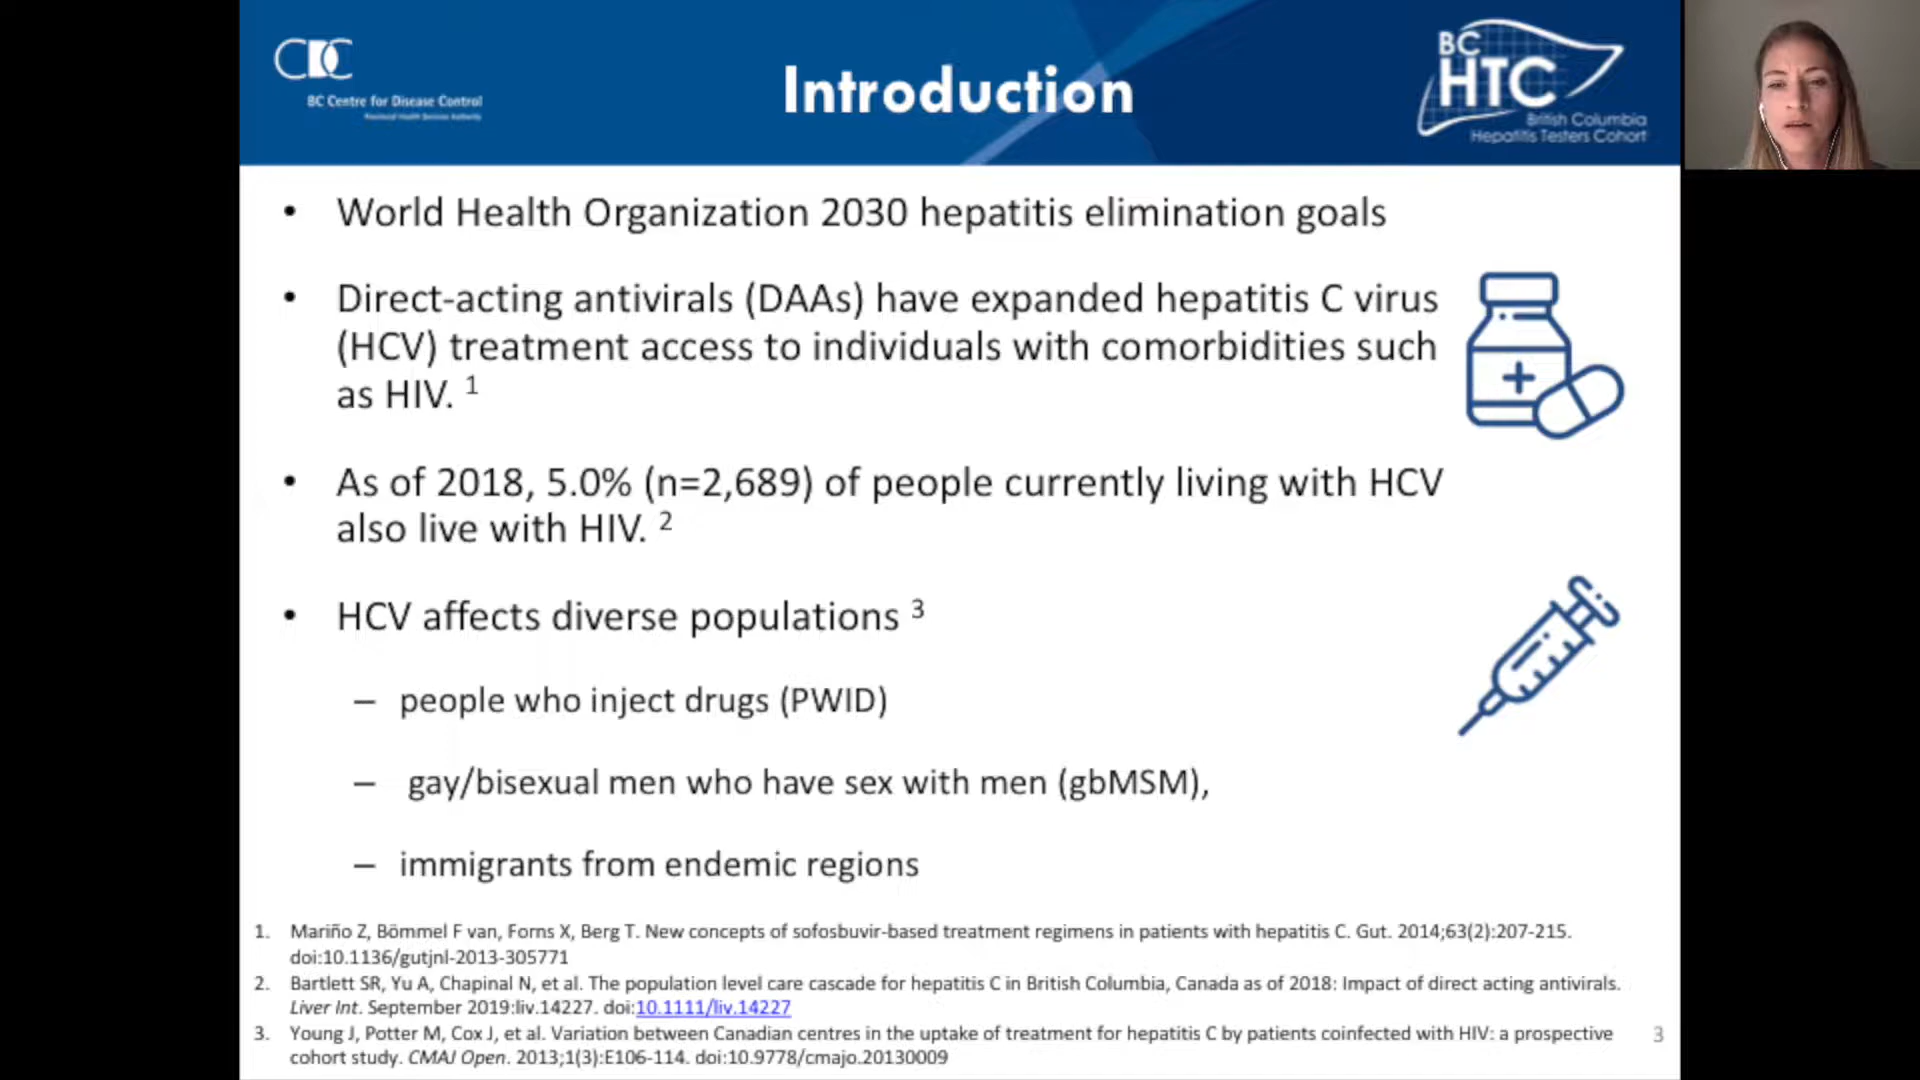 CDC
BC Centre for Disease Control
Provincial Health Services Authority
Introduction
BC
HTC
British Columbia
Hepatitis Testers Cohort
• World Health Organization 2030 hepatitis elimination goals
• Direct-acting antivirals (DAAs) have expanded hepatitis C virus
(HCV) treatment access to individuals with comorbidities such
as HIV. 1
• As of 2018, 5.0% (n=2,689) of people currently living with HCV
also live with HIV. 2
• HCV affects diverse populations 3
– people who inject drugs (PWID)
– gay/bisexual men who have sex with men (gbMSM),
– immigrants from endemic regions
1. Mariño Z, Bömmel F van, Forns X, Berg T. New concepts of sofosbuvir-based treatment regimens in patients with hepatitis C. Gut. 2014;63(2):207-215.
doi:10.1136/gutjnl-2013-305771
2. Bartlett SR, Yu A, Chapinal N, et al. The population level care cascade for hepatitis C in British Columbia, Canada as of 2018: Impact of direct acting antivirals.
Liver Int. September 2019:liv.14227. doi:10.1111/liv.14227
3. Young J, Potter M, Cox J, et al. Variation between Canadian centres in the uptake of treatment for hepatitis C by patients coinfected with HIV: a prospective
cohort study. CMAJ Open. 2013;1(3):E106-114. doi:10.9778/cmajo.20130009
3